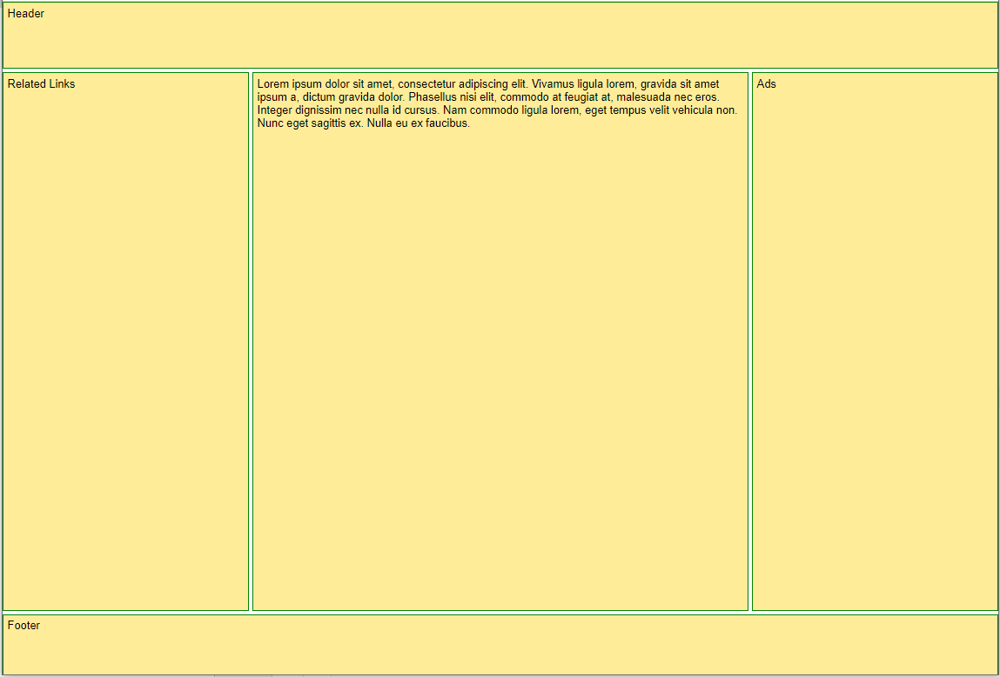 Header
Related Links
Lorem ipsum dolor sit amet, consectetur adipiscing elit. Vivamus ligula lorem, gravida sit amet
ipsum a, dictum gravida dolor. Phasellus nisi elit, commodo at feugiat at, malesuada nec eros.
Integer dignissim nec nulla id cursus. Nam commodo ligula lorem, eget tempus velit vehicula non.
Nunc eget sagittis ex. Nulla eu ex faucibus.
Ads
Footer